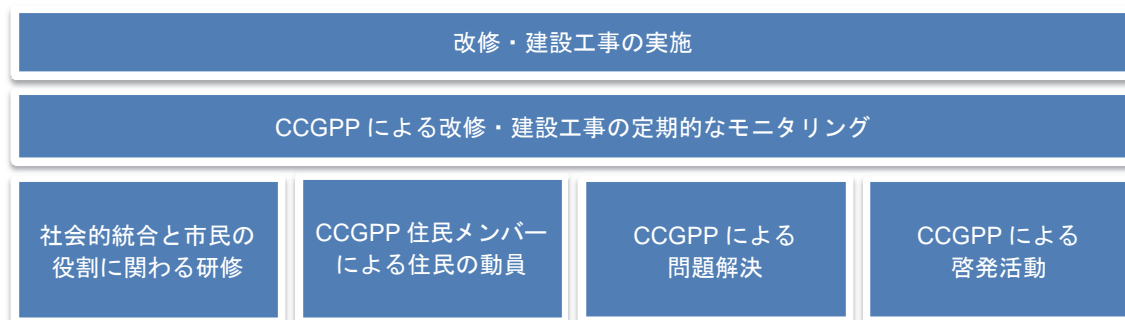 改修・建設工事の実施
CCGPP による改修・建設工事の定期的なモニタリング
社会的統合と市民の
役割に関わる研修
CCGPP 住民メンバー
による住民の動員
CCGPP による
問題解決
CCGPP による
啓発活動